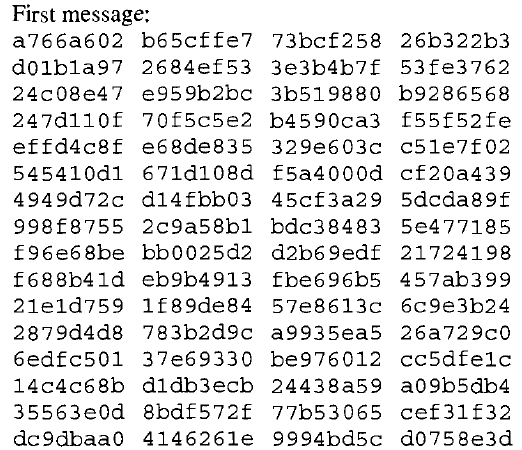 First message:
a766a602 b65cffe7 73bcf258 26b322b3
d01b1a97 2684ef53 3e3b4b7f 53fe3762
24c08e47 e959b2bc 3b519880 b9286568
247d110f 70f5c5e2 b4590ca3 f55f52fe
effd4c8f e68de835 329e603c c51e7f02
545410d1 671d108d f5a4000d cf20a439
4949d72c d14fbb03 45cf3a29 5dcda89f
998f8755 2c9a58b1 bdc38483 5e477185
f96e68be bb0025d2 d2b69edf 21724198
f688b41d eb9b4913 fbe696b5 457ab399
21e1d759 1f89de84 57e8613c 6c9e3b24
2879d4d8 783b2d9c a9935ea5 26a729c0
6edfc501 37e69330 be976012 cc5dfe1c
14c4c68b d1db3ecb 24438a59 a09b5db4
35563e0d 8bdf572f 77b53065 cef31f32
dc9dbaa0 4146261e 9994bd5c d0758e3d